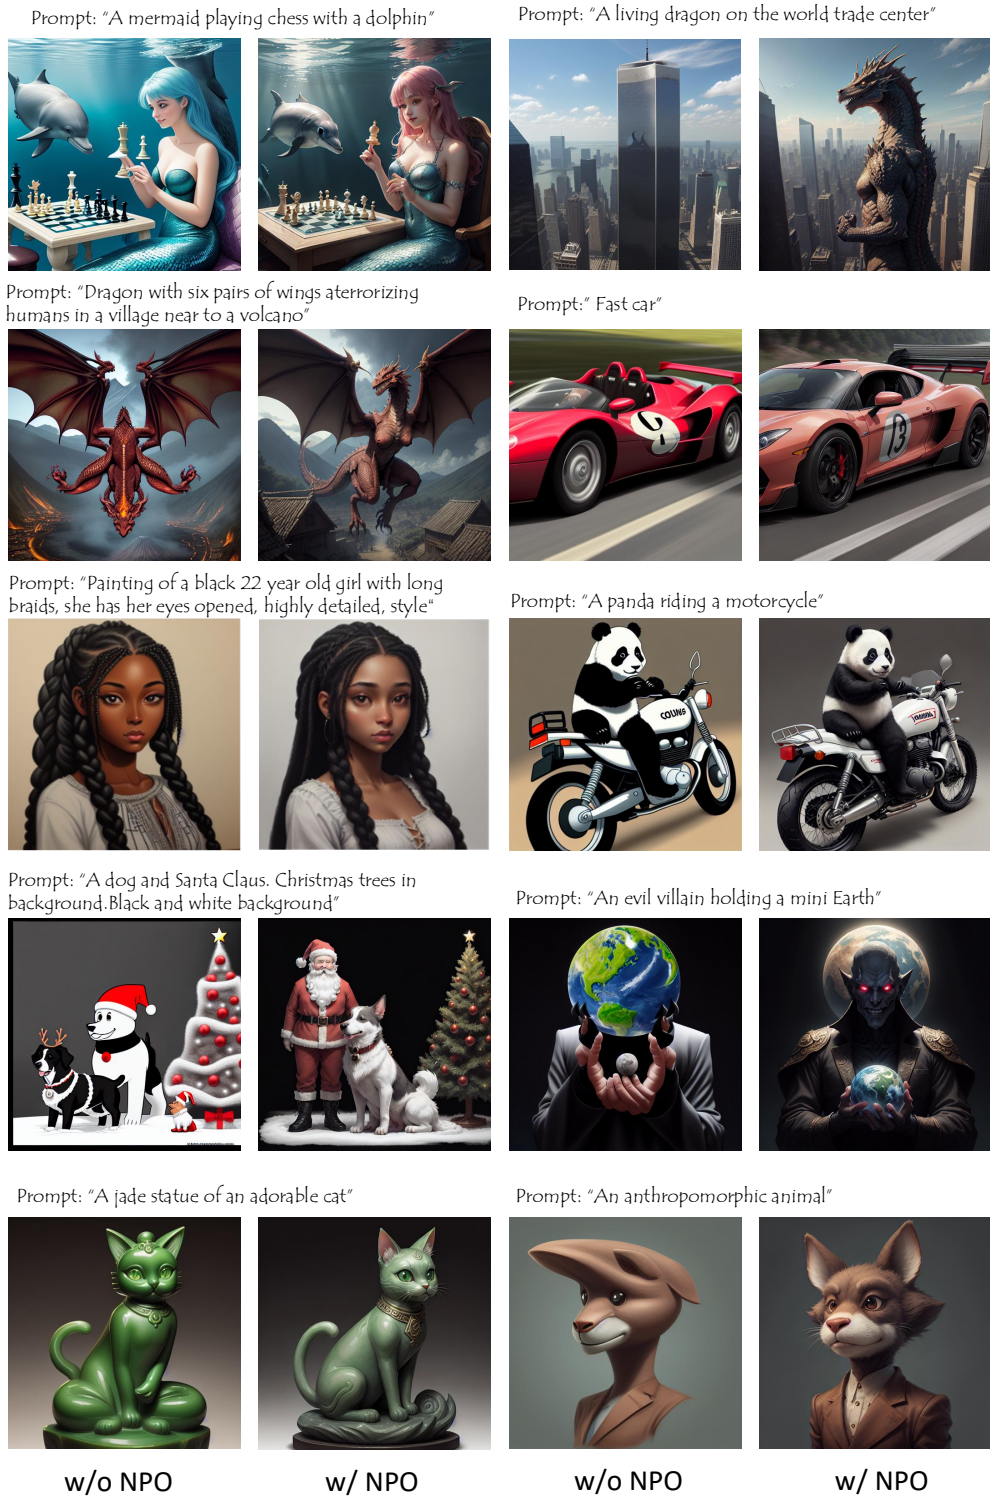 Prompt: "A mermaid playing chess with a dolphin"
Prompt: "A living dragon on the world trade center"
Prompt: "Dragon with six pairs of wings aterrorizing
humans in a village near to a volcano"
Prompt:" Fast car"
13
Prompt: "Painting of a black 22 year old girl with long
braids, she has her eyes opened, highly detailed, style"
Prompt: "A panda riding a motorcycle"
Prompt: "A dog and Santa Claus. Christmas trees in
background.Black and white background"
Prompt: "An evil villain holding a mini Earth"
Prompt: "A jade statue of an adorable cat"
Prompt: "An anthropomorphic animal"
w/o NPO
w/ NPO
w/o NPO
w/ NPO